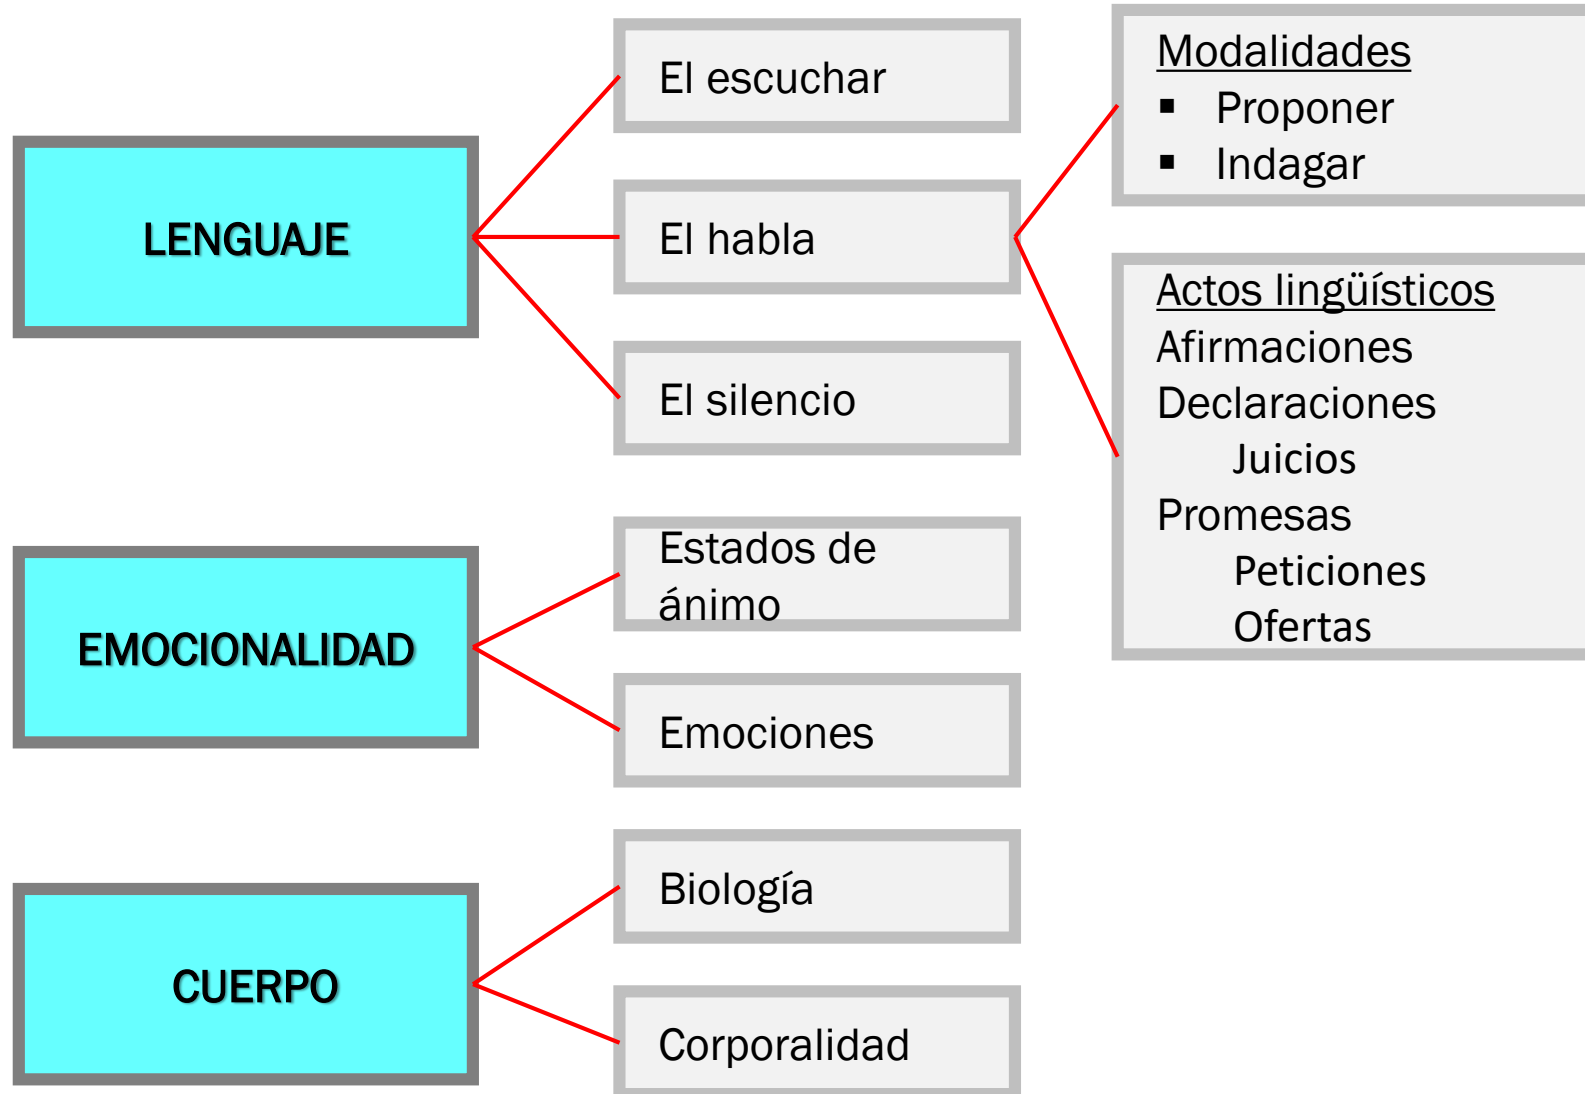 LENGUAJE
El escuchar
El habla
El silencio
Modalidades
▪ Proponer
▪ Indagar
Actos lingüísticos
Afirmaciones
Declaraciones
Juicios
Promesas
Peticiones
Ofertas
EMOCIONALIDAD
Estados de
ánimo
Emociones
CUERPO
Biología
Corporalidad